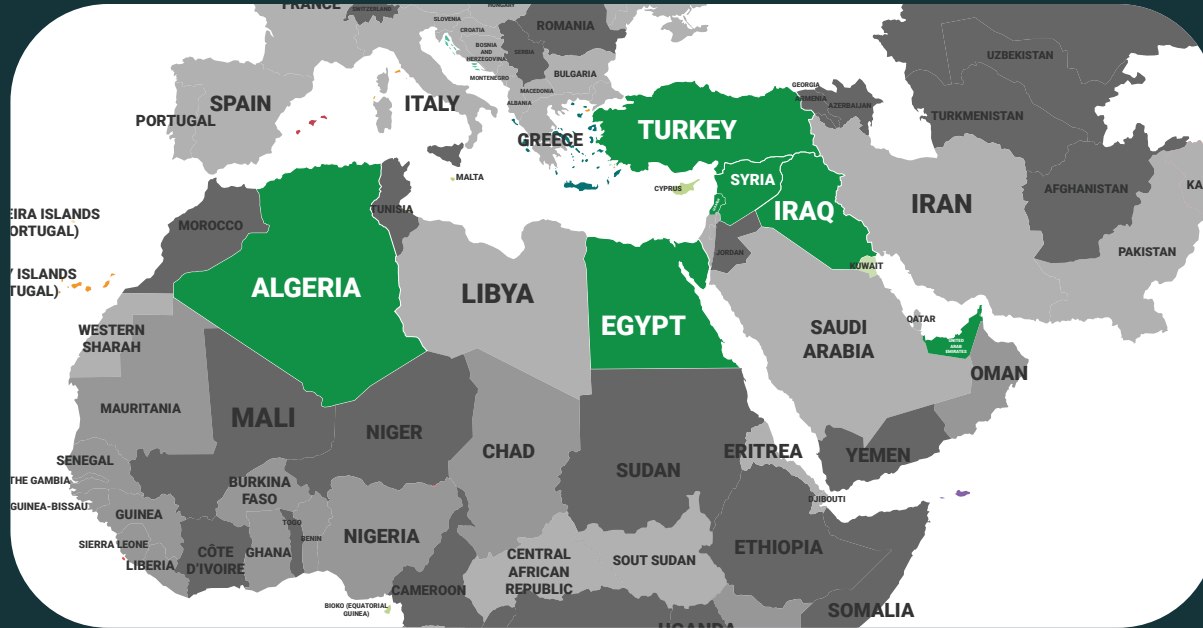 FRANCE
SWITZERLAND
HUNGARY
SLOVENIA
CROATIA
ROMANIA
BOSNIA
AND
HERZEGOVINA
SERBIA
MONTENEGRO
BULGARIA
MACEDONIA
ALBANIA
SPAIN
PORTUGAL
ITALY
GREECE
TURKEY
GEORGIA
ARMENIA
AZERBAIJAN
UZBEKISTAN
TURKMENISTAN
MALTA
CYPRUS
SYRIA
IRAQ
IRAN
AFGHANISTAN
KA
PAKISTAN
EIRA ISLANDS
ORTUGAL)
MOROCCO
TUNISIA
JORDAN
KUWAIT
Y ISLANDS
TUGAL)
ALGERIA
LIBYA
EGYPT
SAUDI
ARABIA
QATAR
UNITED
ARAB
EMIRATES
OMAN
WESTERN
SHARAH
MAURITANIA
MALI
NIGER
CHAD
SUDAN
ERITREA
YEMEN
SENEGAL
THE GAMBIA
GUINEA-BISSAU
GUINEA
BURKINA
FASO
SIERRA LEONE
LIBERIA
CÔTE
D'IVOIRE
GHANA
TOGO
BENIN
NIGERIA
CAMEROON
BIOKO (EQUATORIAL
GUINEA)
CENTRAL
AFRICAN
REPUBLIC
SOUT SUDAN
DJIBOUTI
ETHIOPIA
SOMALIA
UGANDA